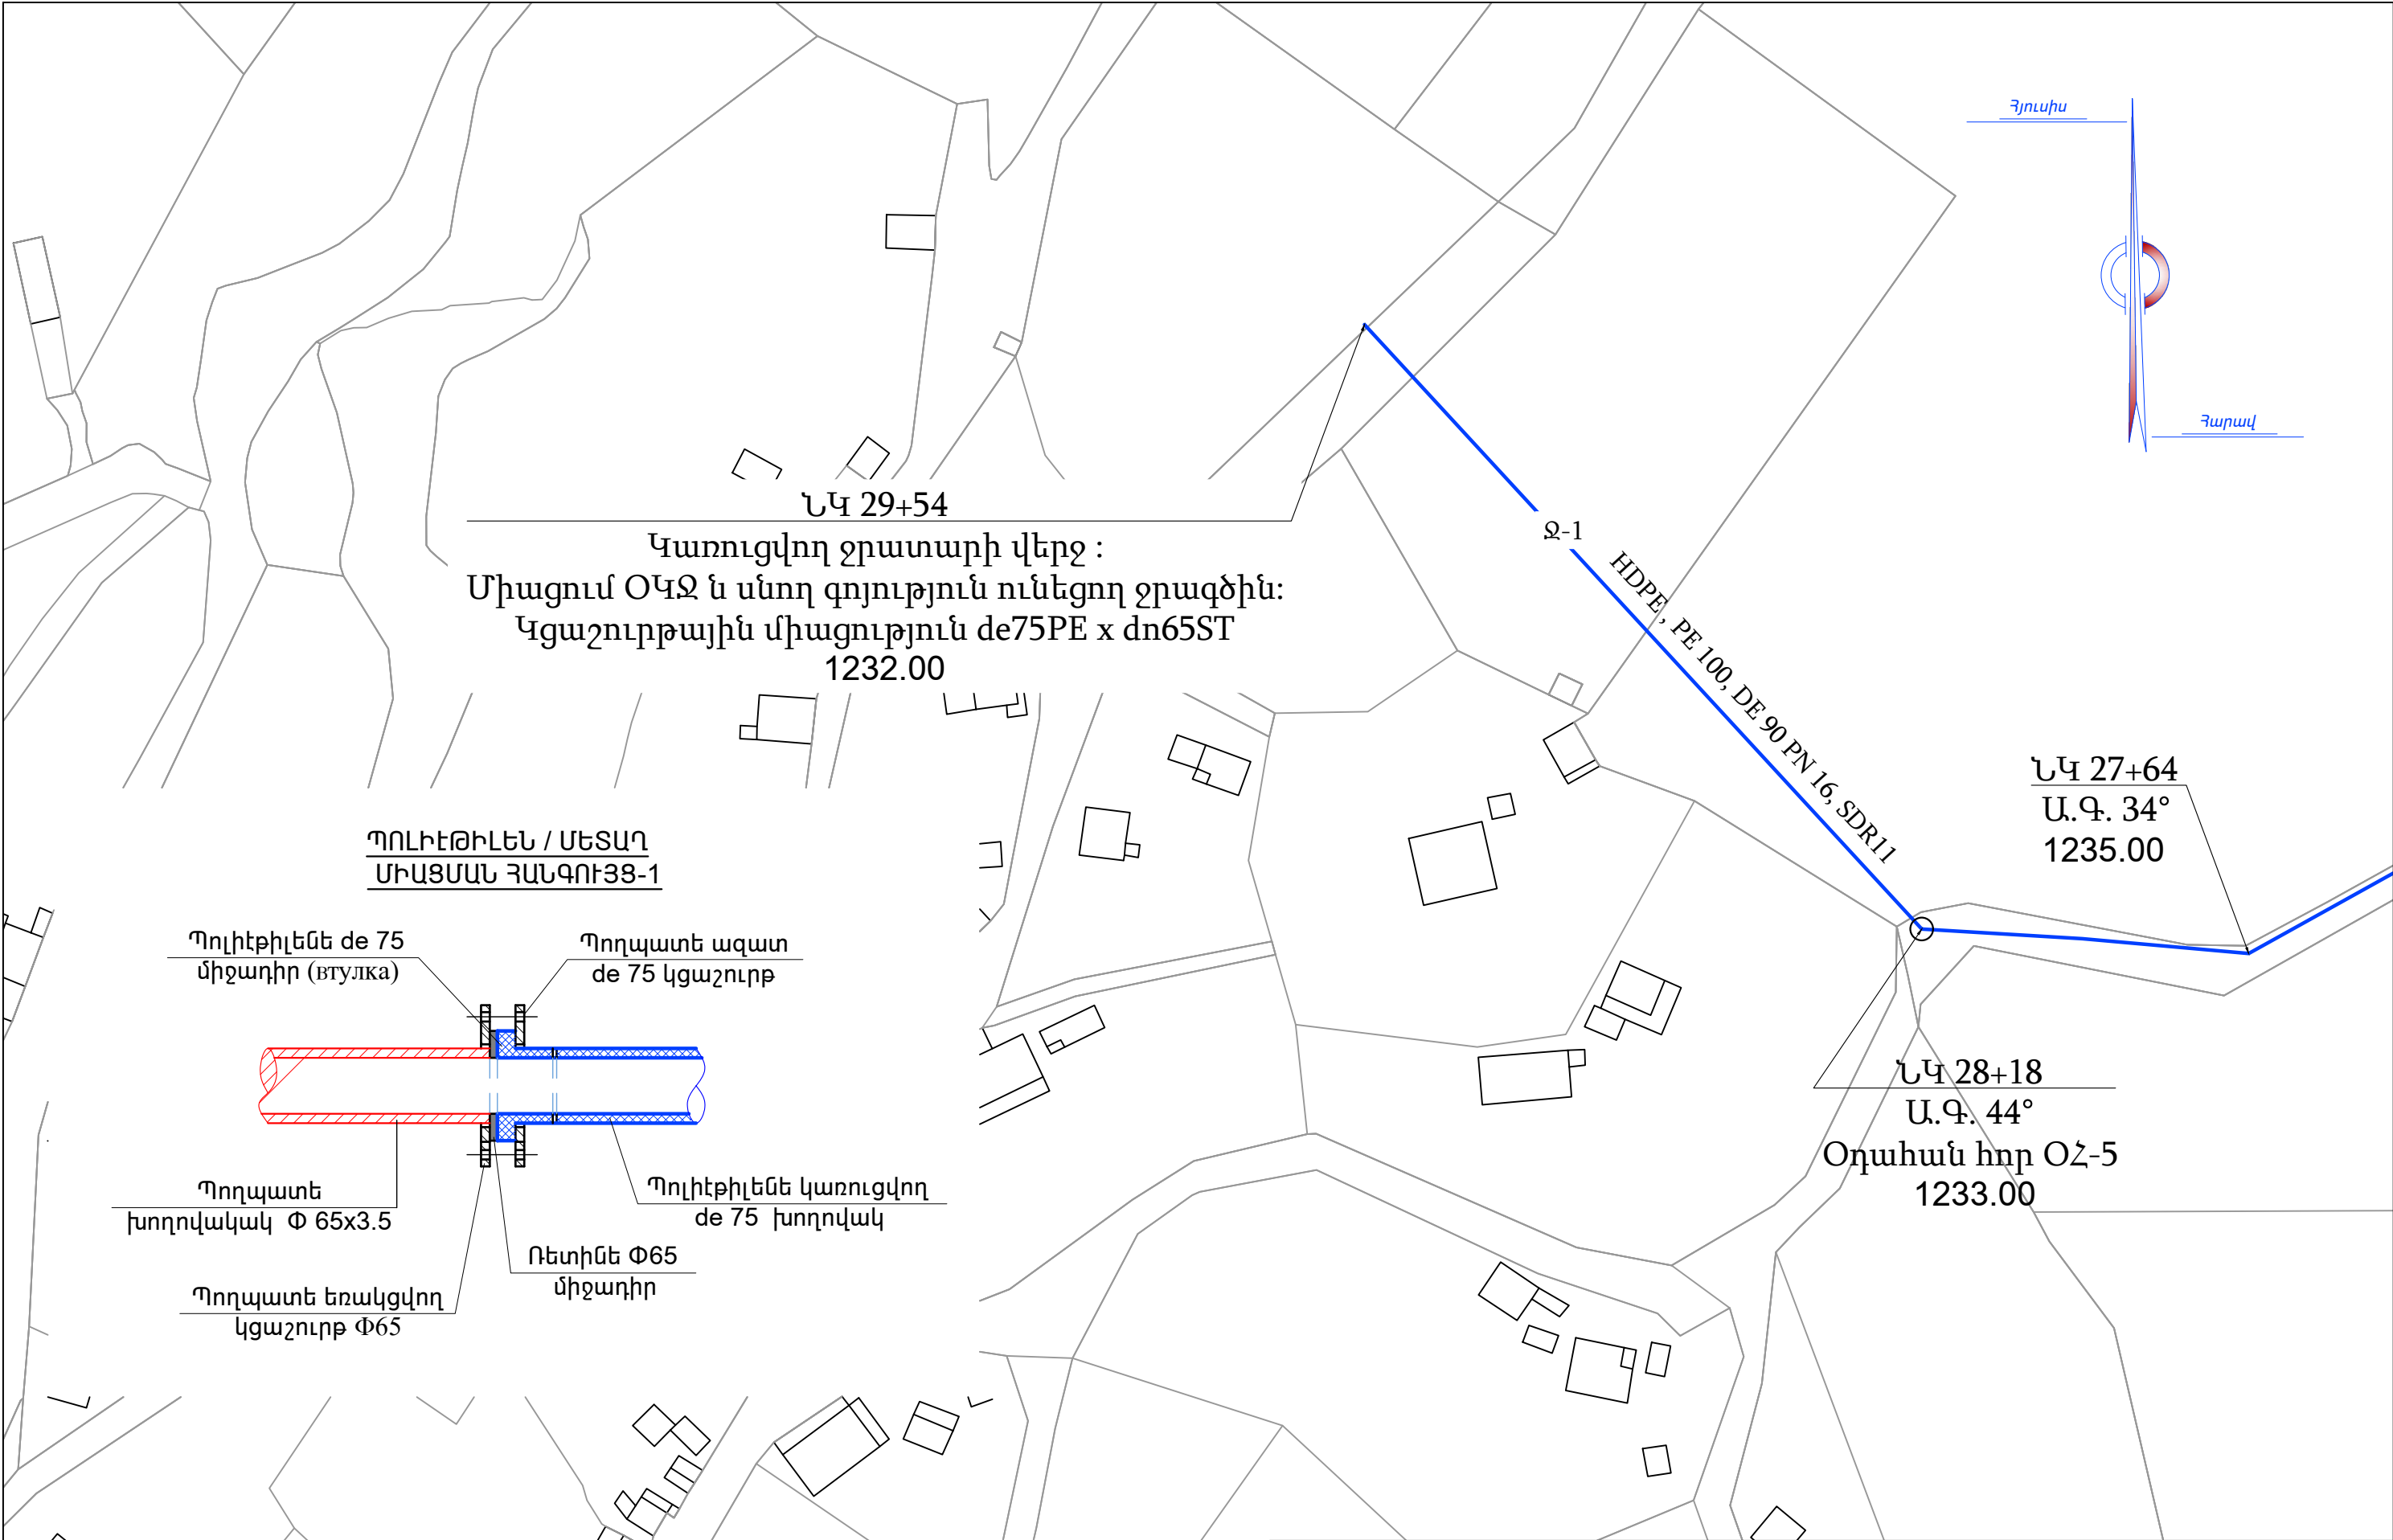 Հյուսիս
Հարավ
ՆԿ 29+54
Կառուցվող ջրատարի վերջ :
Միացում ՕԿՋ և սնող գոյություն ունեցող ջրագծին:
Կցաշուրթային միացություն de75PE x dn65ST
1232.00
Ջ-1
HDPE, PE 100, DE 90 PN 16, SDR11
ՆԿ 27+64
Ա.Գ. 34°
1235.00
ՆԿ 28+18
Ա.Գ. 44°
Օդահան հոր ՕՀ-5
1233.00
ՊՈԼԻԷԹԻԼԵՆ / ՄԵՏԱՂ
ՄԻԱՑՄԱՆ ՀԱՆԳՈՒՅՑ-1
Պոլիէթիլենե de 75
միջադիր (втулка)
Պողպատե ազատ
de 75 կցաշուրթ
Պողպատե
խողովակակ Փ 65x3.5
Պոլիէթիլենե կառուցվող
de 75 խողովակ
Ռետինե Փ65
միջադիր
Պողպատե եռակցվող
կցաշուրթ Փ65